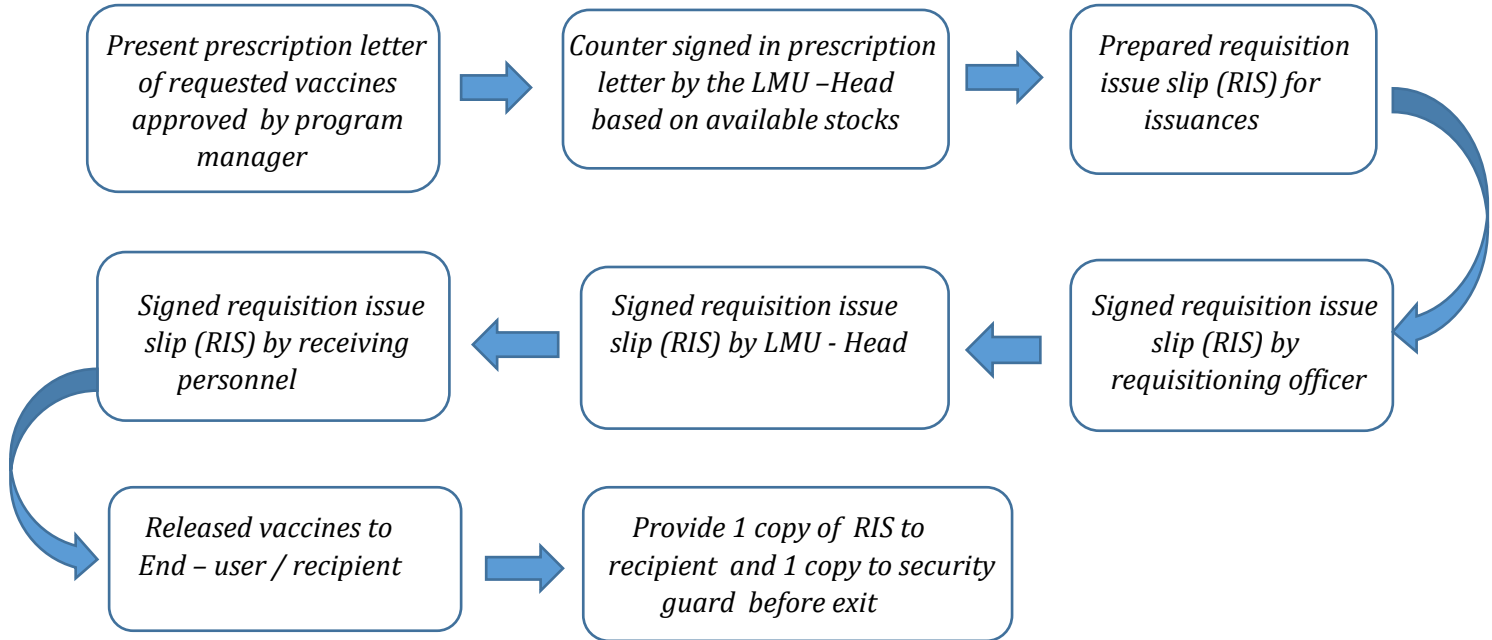 Present prescription letter
of requested vaccines
approved by program
manager
Counter signed in prescription
letter by the LMU –Head
based on available stocks
Prepared requisition
issue slip (RIS) for
issuances
Signed requisition issue
slip (RIS) by
requisitioning officer
Signed requisition issue
slip (RIS) by LMU - Head
Signed requisition issue
slip (RIS) by receiving
personnel
Released vaccines to
End – user / recipient
Provide 1 copy of RIS to
recipient and 1 copy to security
guard before exit